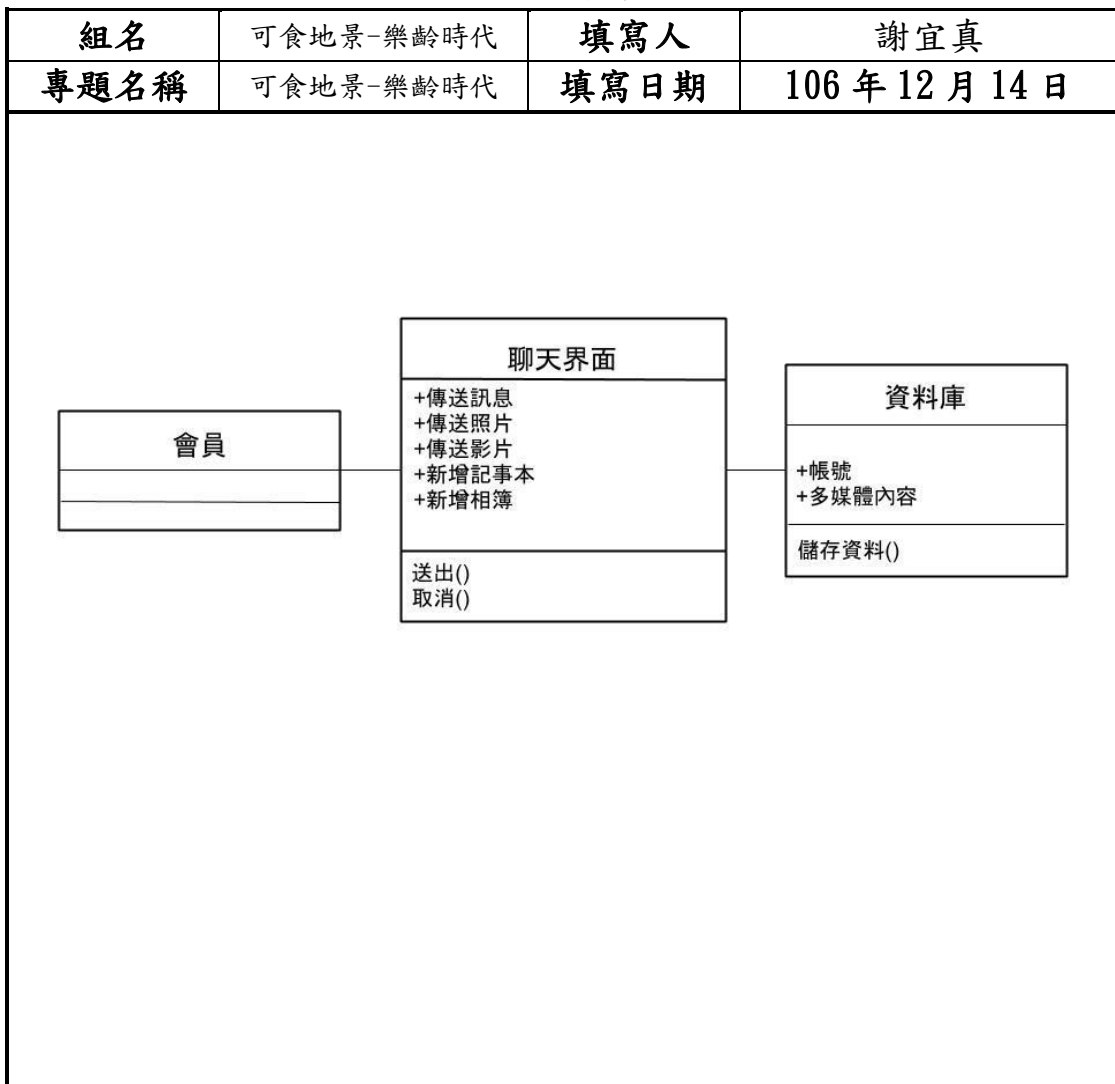 組名 可食地景-樂齡時代 填寫人 謝宜真
專題名稱 可食地景-樂齡時代 填寫日期 106 年 12 月 14 日
會員
聊天界面
+傳送訊息
+傳送照片
+傳送影片
+新增記事本
+新增相簿
送出()
取消()
資料庫
+帳號
+多媒體內容
儲存資料()